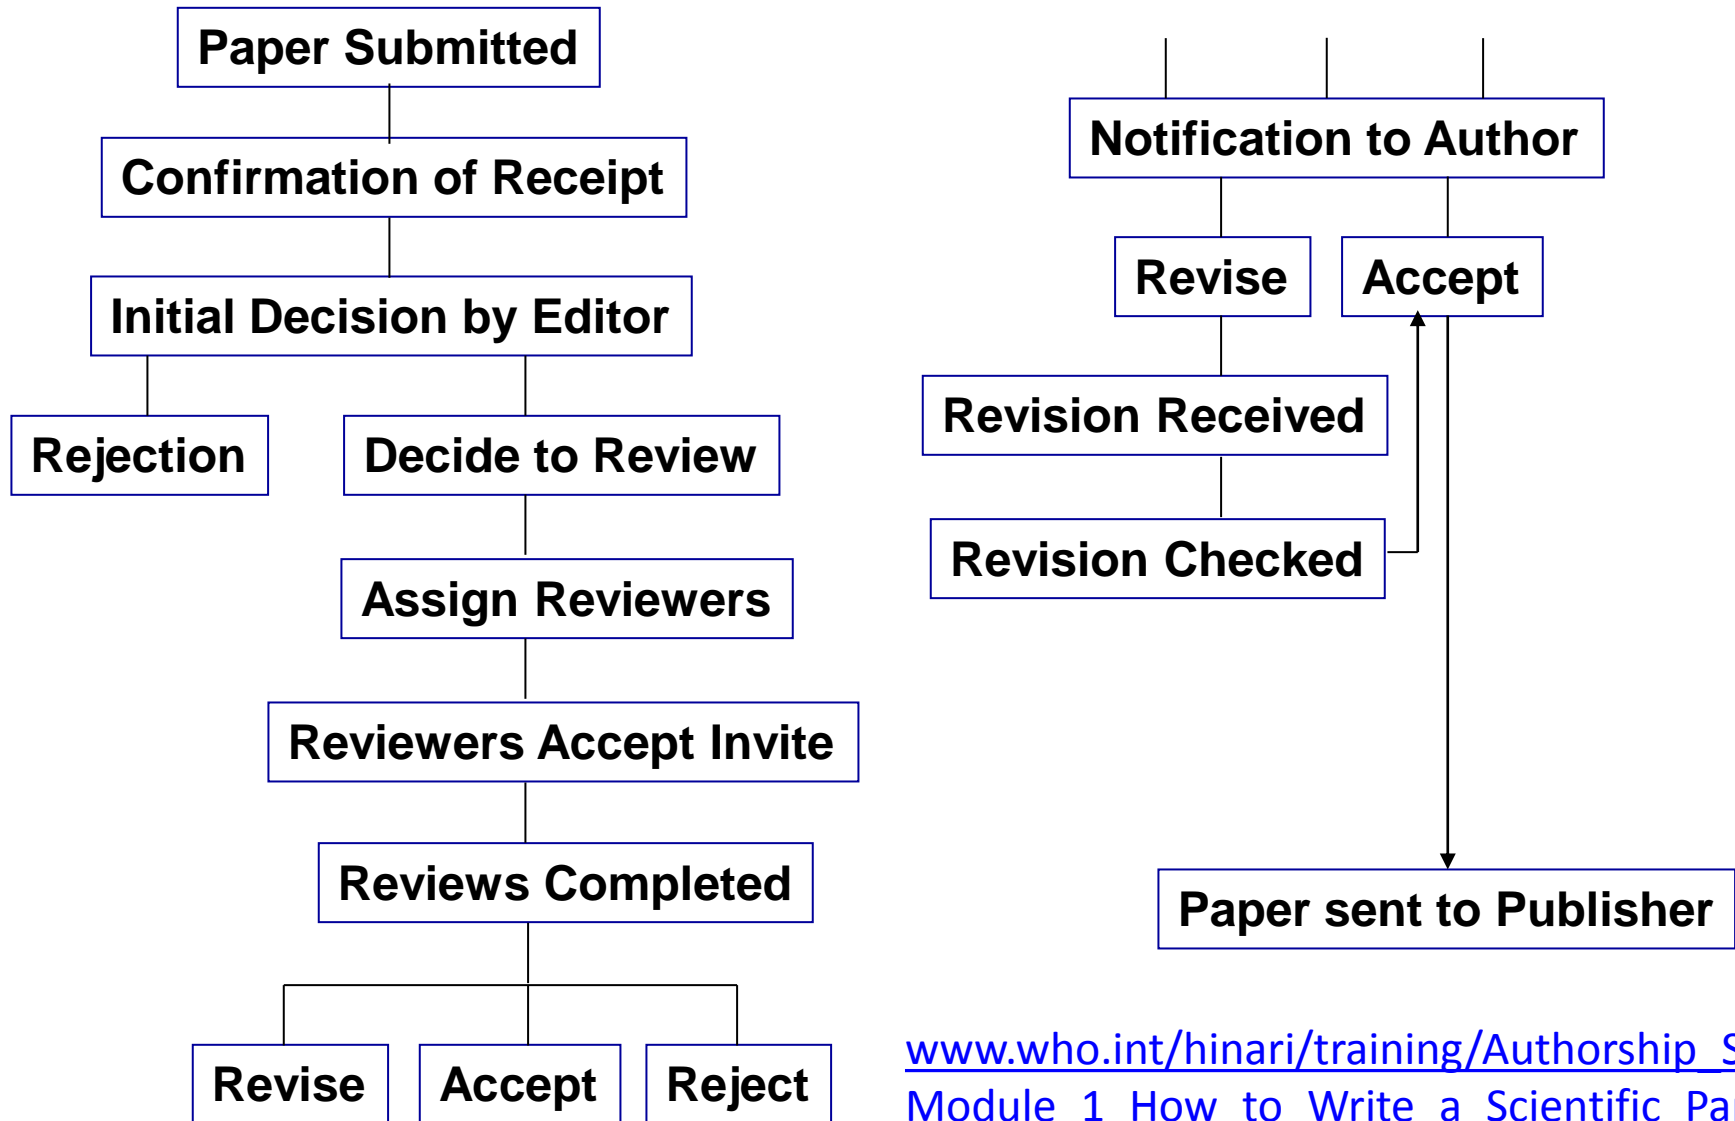 Paper Submitted
Confirmation of Receipt
Initial Decision by Editor
Rejection
Decide to Review
Assign Reviewers
Reviewers Accept Invite
Reviews Completed
Revise
Accept
Reject
Notification to Author
Revise
Accept
Revision Received
Revision Checked
Paper sent to Publisher
www.who.int/hinari/training/Authorship_S
Module 1 How to Write a Scientific Pa